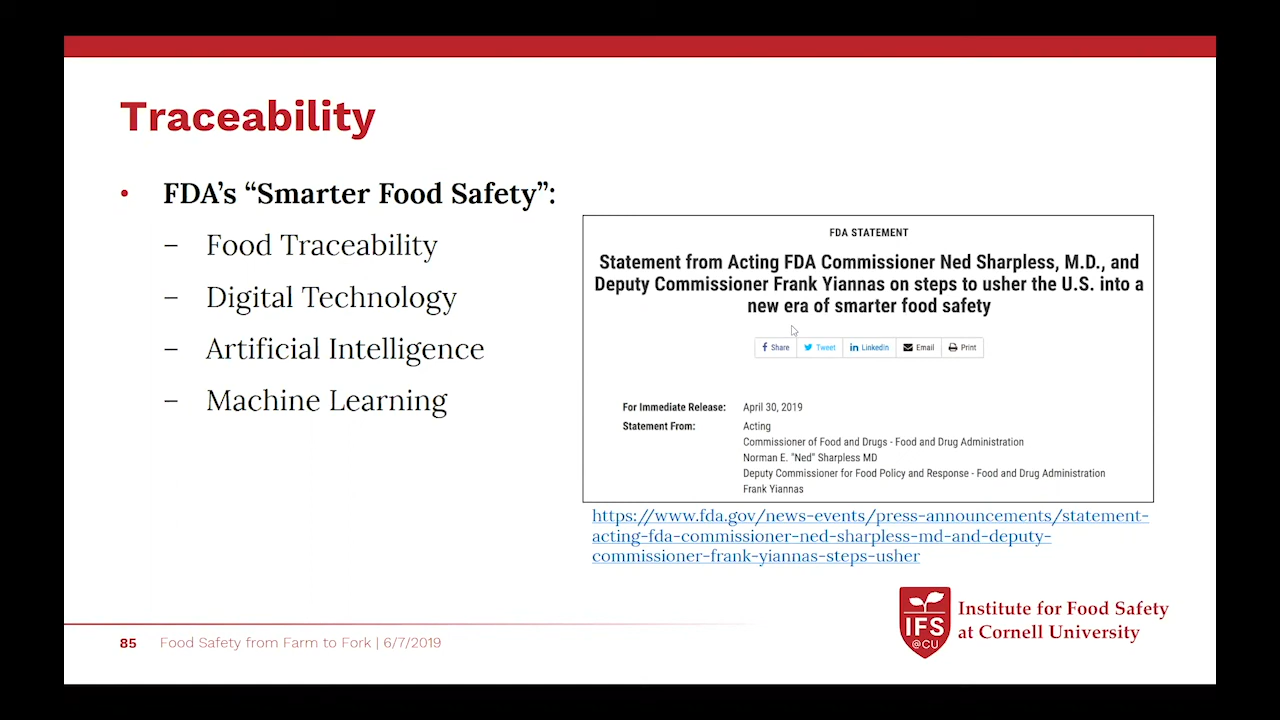 Traceability
• FDA's “Smarter Food Safety”:
– Food Traceability
– Digital Technology
– Artificial Intelligence
– Machine Learning
FDA STATEMENT
Statement from Acting FDA Commissioner Ned Sharpless, M.D., and
Deputy Commissioner Frank Yiannas on steps to usher the U.S. into a
new era of smarter food safety
f Share Tweet in LinkedIn Email Print
For Immediate Release: April 30, 2019
Statement From: Acting
Commissioner of Food and Drugs - Food and Drug Administration
Norman E. "Ned" Sharpless MD
Deputy Commissioner for Food Policy and Response - Food and Drug Administration
Frank Yiannas
https://www.fda.gov/news-events/press-announcements/statement-
acting-fda-commissioner-ned-sharpless-md-and-deputy-
commissioner-frank-yiannas-steps-usher
IFS
@CU
Institute for Food Safety
at Cornell University
85 Food Safety from Farm to Fork | 6/7/2019